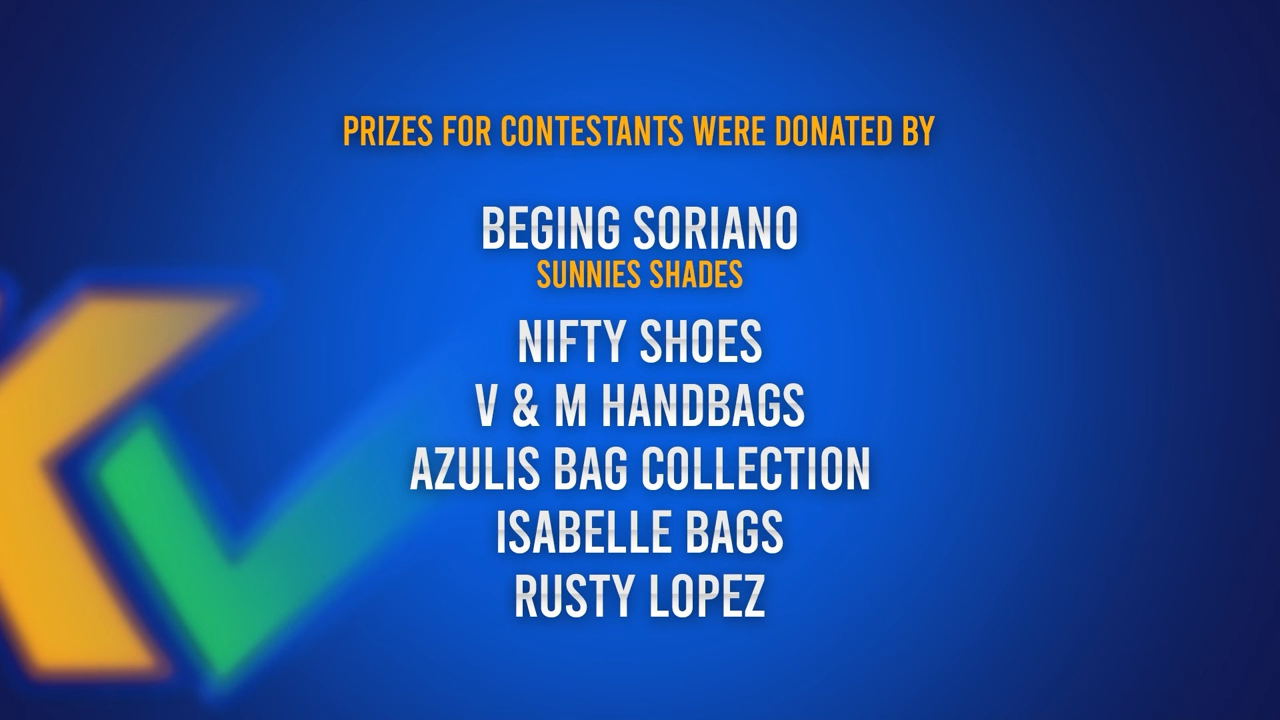 PRIZES FOR CONTESTANTS WERE DONATED BY
BEGING SORIANO
SUNNIES SHADES
NIFTY SHOES
V & M HANDBAGS
AZULIS BAG COLLECTION
ISABELLE BAGS
RUSTY LOPEZ